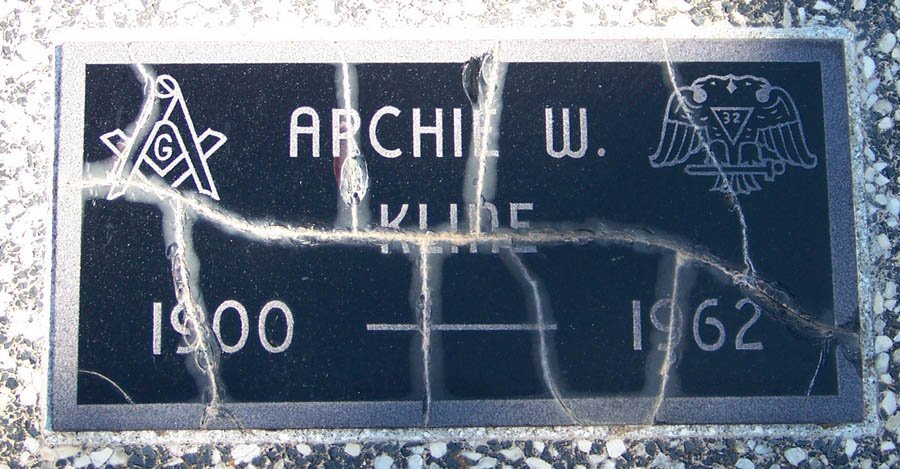 G
ARCHIE W.
32
KLINE
1900 — 1962